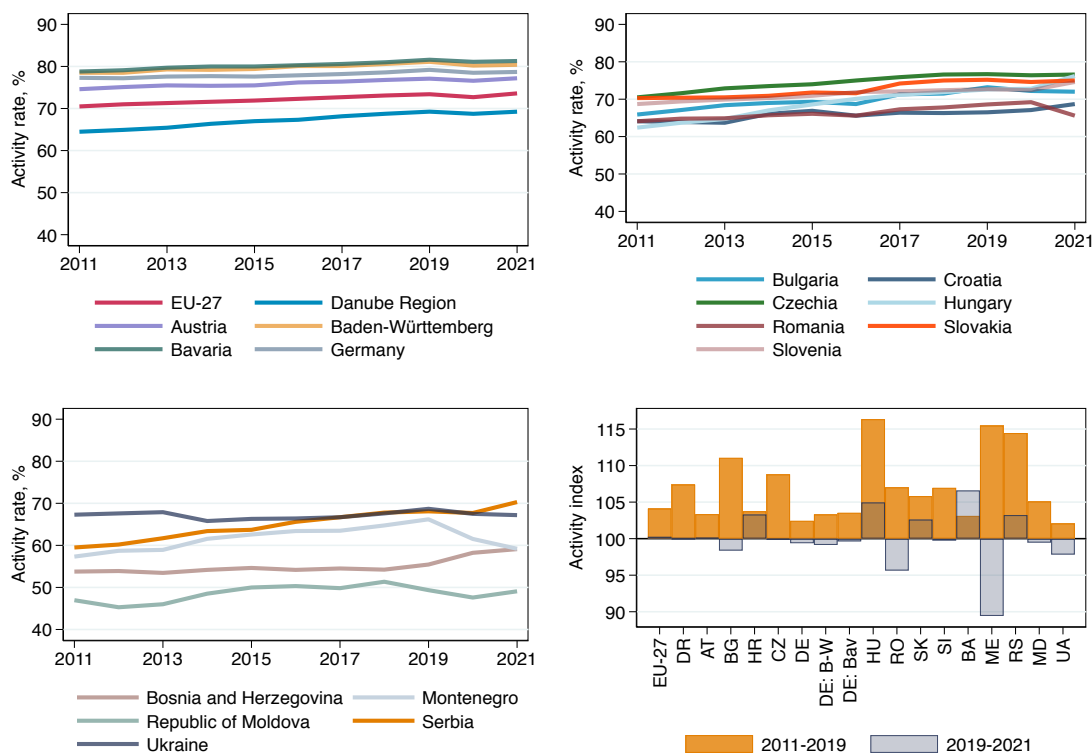 Activity rate, %
90
80
70
60
50
40
2011 2013 2015 2017 2019 2021
EU-27 Danube Region
Austria Baden-Württemberg
Bavaria Germany
Activity rate, %
90
80
70
60
50
40
2011 2013 2015 2017 2019 2021
Bulgaria Croatia
Czechia Hungary
Romania Slovakia
Slovenia
Activity rate, %
90
80
70
60
50
40
2011 2013 2015 2017 2019 2021
Bosnia and Herzegovina Montenegro
Republic of Moldova Serbia
Ukraine
Activity index
115
110
105
100
95
90
EU-27 DR AT BG HR CZ DE DE: B-W DE: Bav HU RO SK SI BA ME RS MD UA
2011-2019 2019-2021